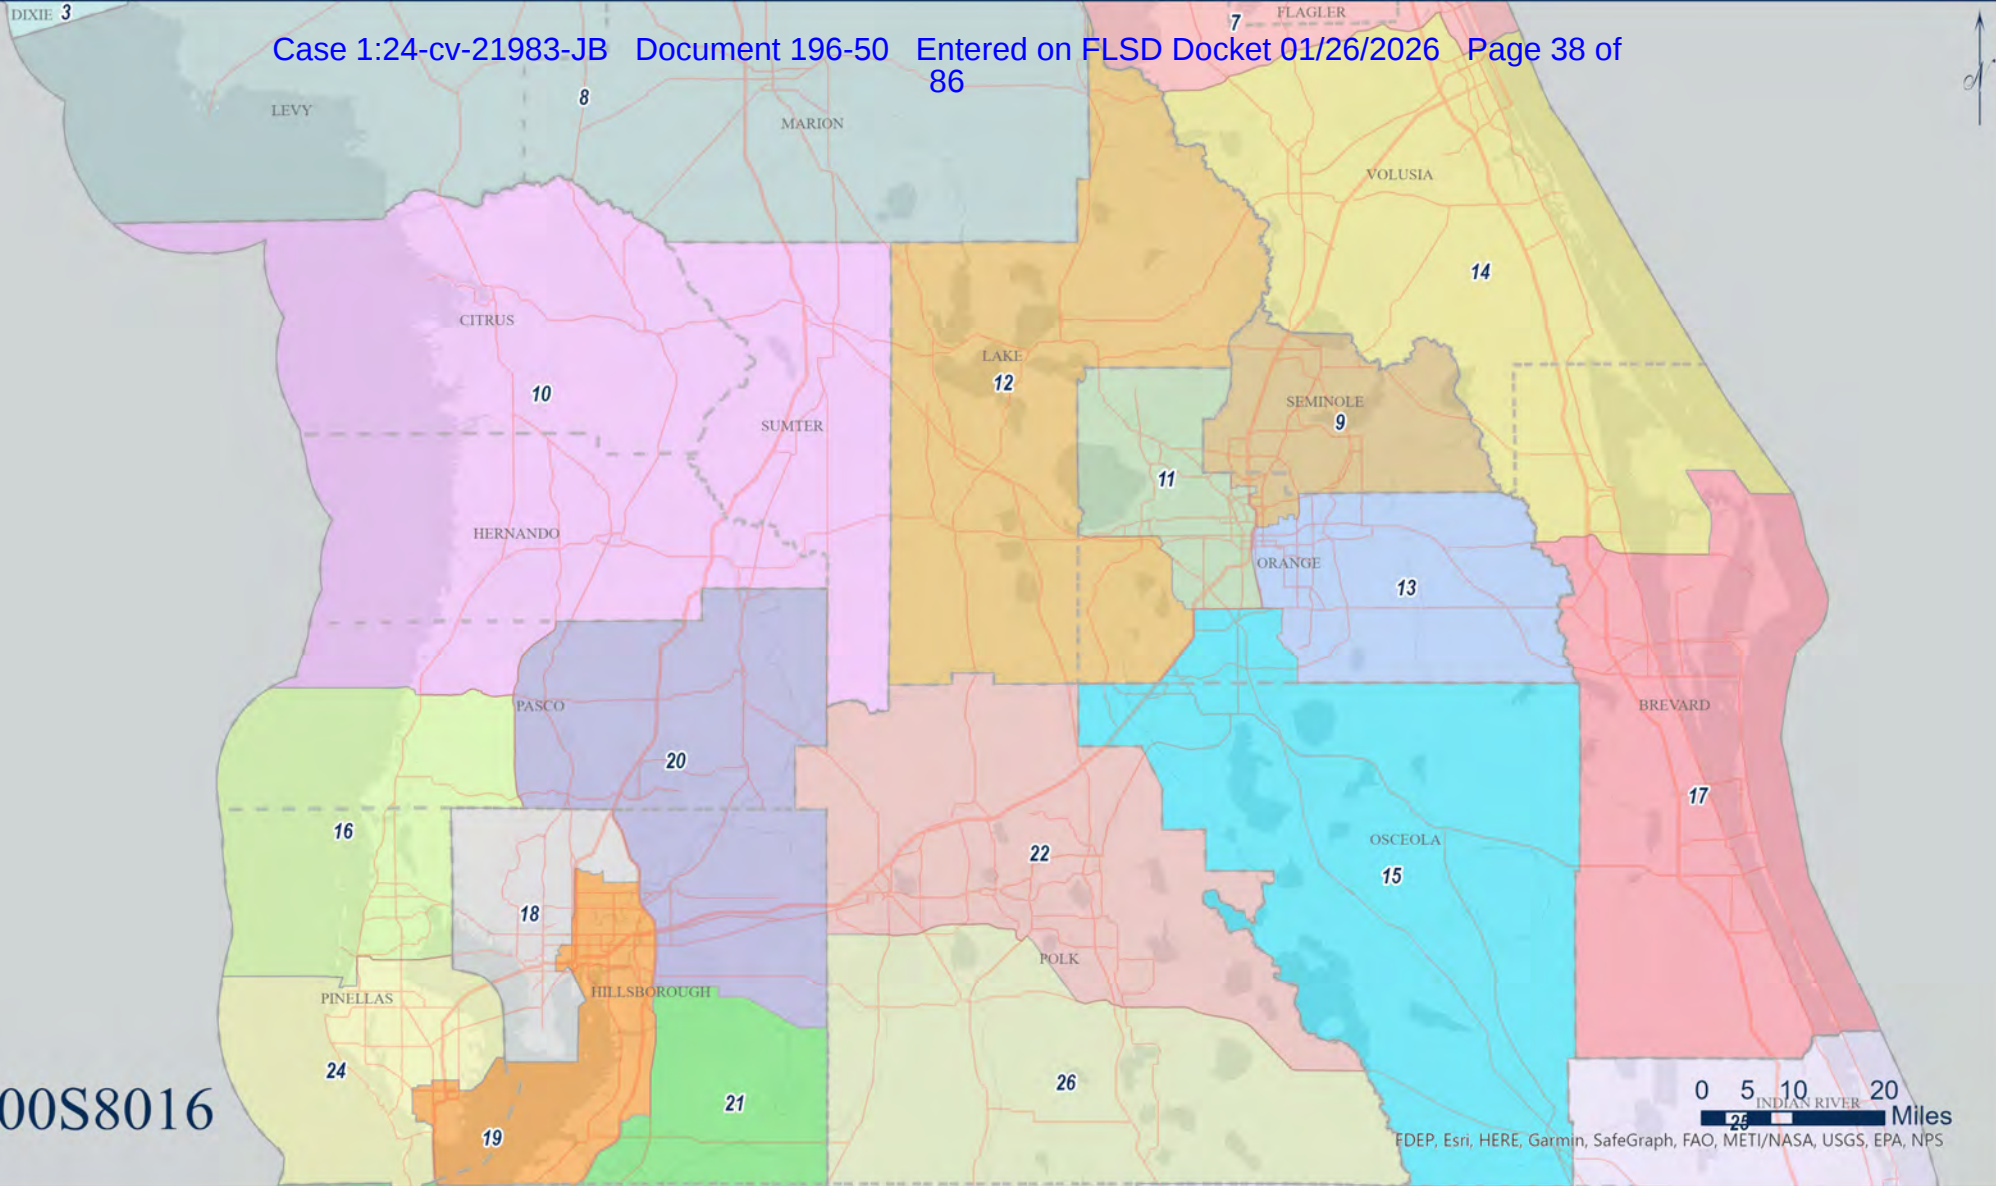 DIXIE 3
7
FLAGLER
Case 1:24-cv-21983-JB Document 196-50 Entered on FLSD Docket 01/26/2026 Page 38 of
86
N
LEVY
8
MARION
VOLUSIA
14
CITRUS
LAKE
12
10
SEMINOLE
9
SUMTER
11
HERNANDO
ORANGE
13
PASCO
BREVARD
20
17
16
OSCEOLA
22
15
18
POLK
HILLSBOROUGH
PINELLAS
24
26
21
19
00S8016
0 5 10 20
INDIAN RIVER
Miles
25
FDEP, Esri, HERE, Garmin, SafeGraph, FAO, METI/NASA, USGS, EPA, NPS